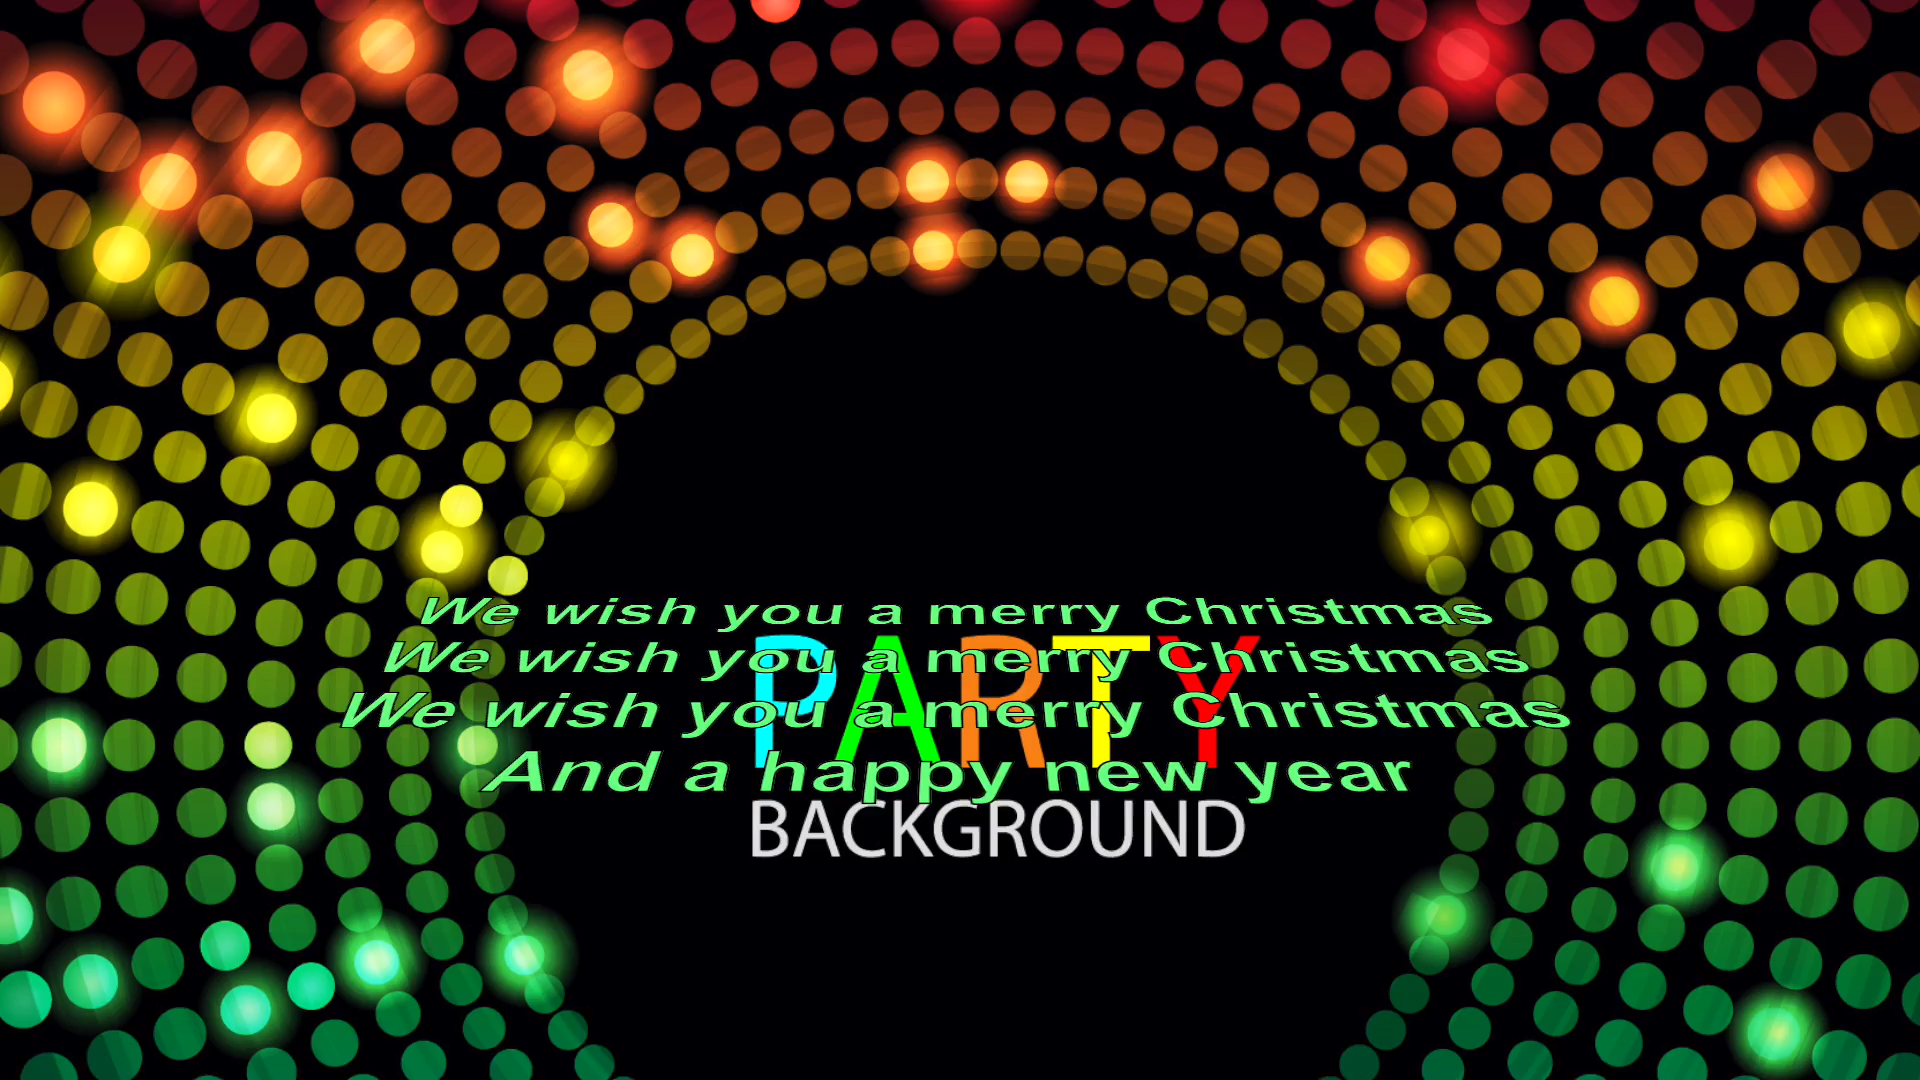 We wish you a merry Christmas
PARTY
We wish you a merry Christmas
We wish you a merry Christmas
And a happy new year
BACKGROUND